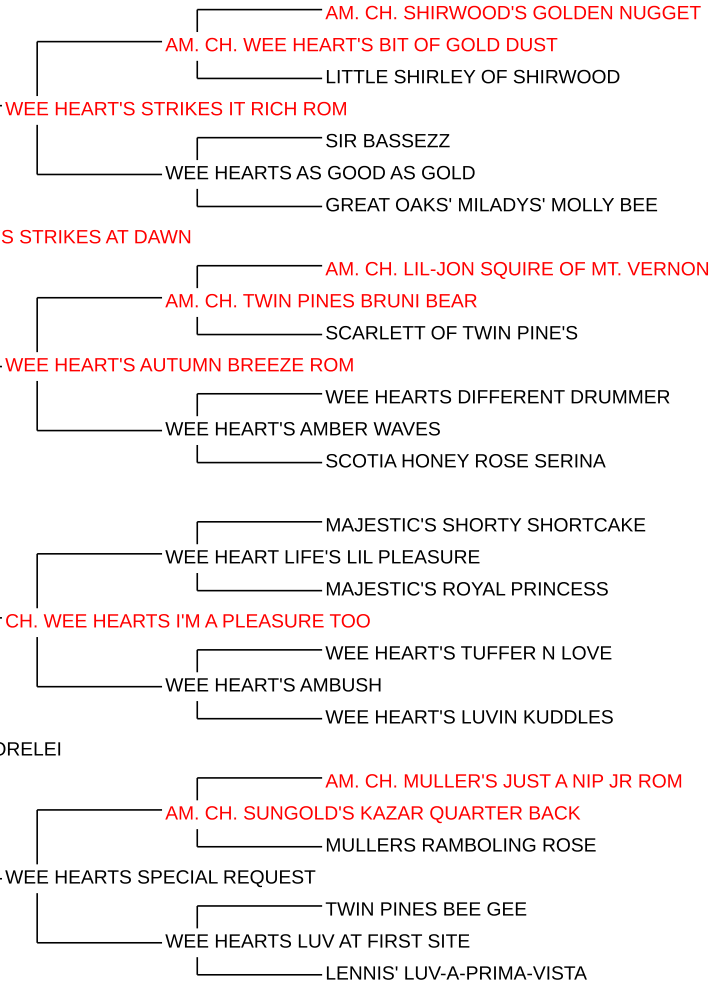 AM. CH. SHIRWOOD'S GOLDEN NUGGET
AM. CH. WEE HEART'S BIT OF GOLD DUST
LITTLE SHIRLEY OF SHIRWOOD
WEE HEART'S STRIKES IT RICH ROM
SIR BASSEZZ
WEE HEARTS AS GOOD AS GOLD
GREAT OAKS' MILADYS' MOLLY BEE
S STRIKES AT DAWN
AM. CH. LIL-JON SQUIRE OF MT. VERNON
AM. CH. TWIN PINES BRUNI BEAR
SCARLETT OF TWIN PINE'S
WEE HEART'S AUTUMN BREEZE ROM
WEE HEARTS DIFFERENT DRUMMER
WEE HEART'S AMBER WAVES
SCOTIA HONEY ROSE SERINA
MAJESTIC'S SHORTY SHORTCAKE
WEE HEART LIFE'S LIL PLEASURE
MAJESTIC'S ROYAL PRINCESS
CH. WEE HEARTS I'M A PLEASURE TOO
WEE HEART'S TUFFER N LOVE
WEE HEART'S AMBUSH
WEE HEART'S LUVIN KUDDLES
ORELEI
AM. CH. MULLER'S JUST A NIP JR ROM
AM. CH. SUNGOLD'S KAZAR QUARTER BACK
MULLERS RAMBOLING ROSE
WEE HEARTS SPECIAL REQUEST
TWIN PINES BEE GEE
WEE HEARTS LUV AT FIRST SITE
LENNIS' LUV-A-PRIMA-VISTA